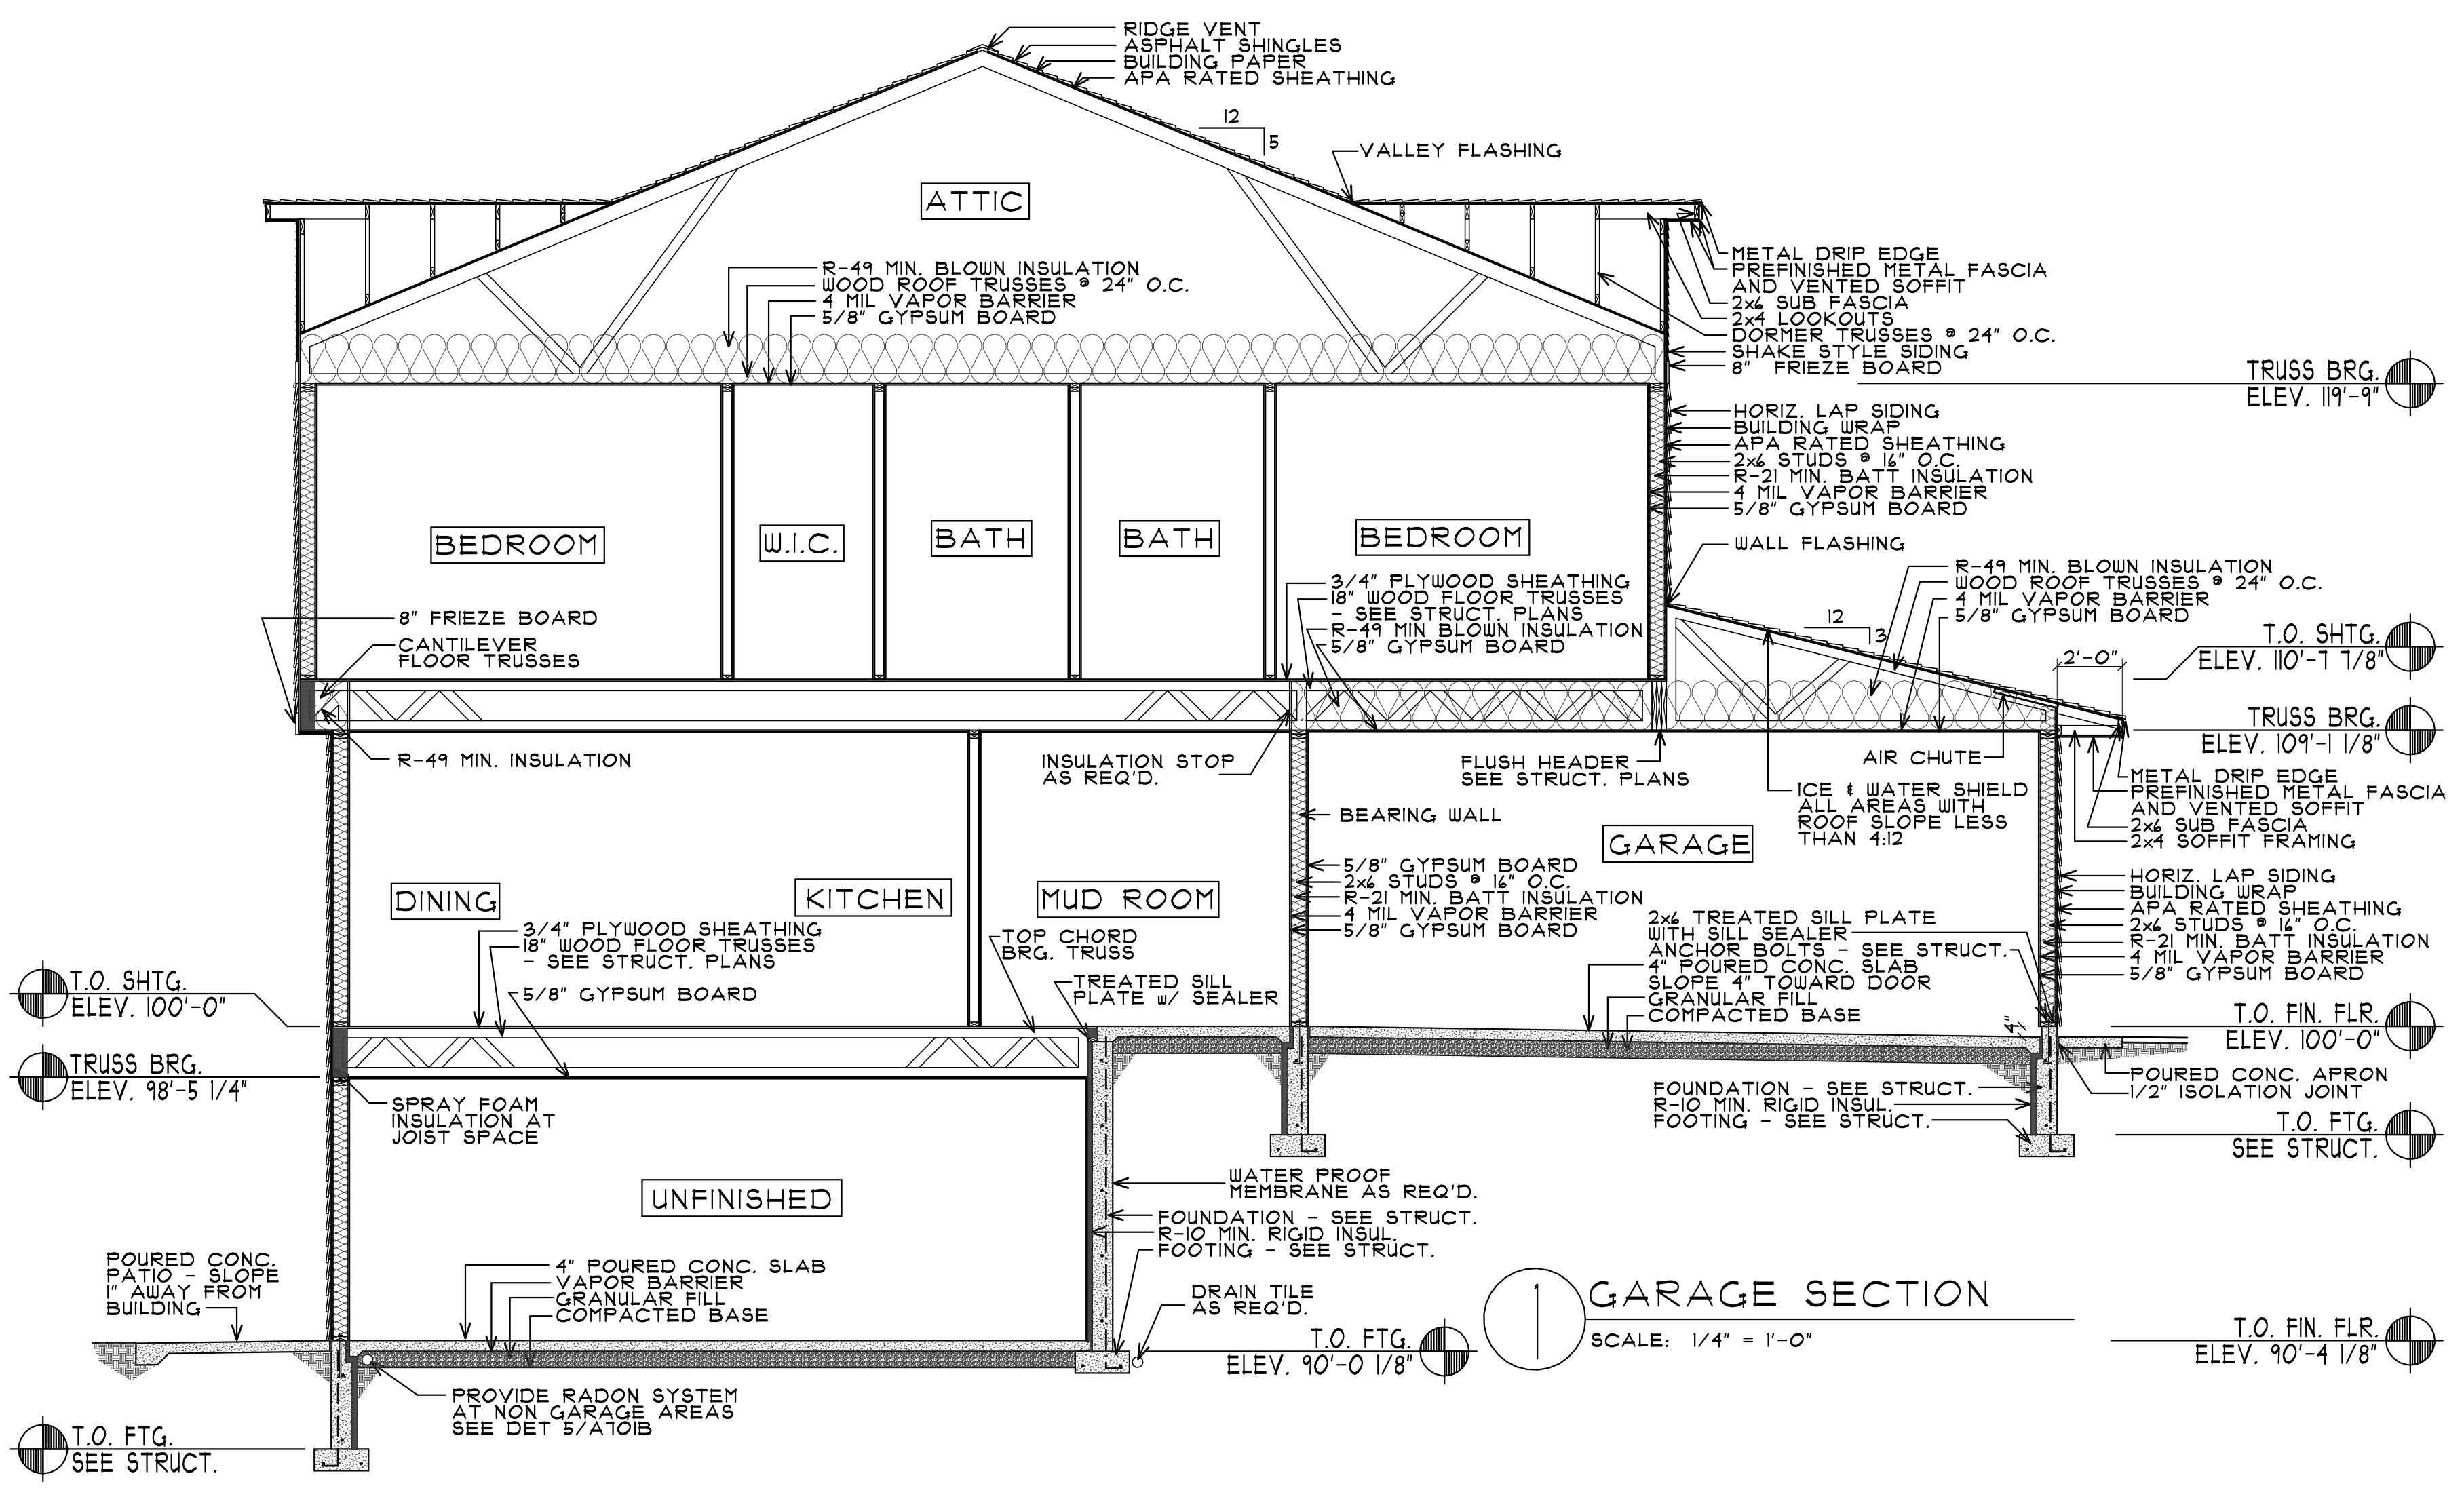 RIDGE VENT
ASPHALT SHINGLES
BUILDING PAPER
APA RATED SHEATHING
12
5
VALLEY FLASHING
ATTIC
R-49 MIN. BLOWN INSULATION
WOOD ROOF TRUSSES @ 24" O.C.
4 MIL VAPOR BARRIER
5/8" GYPSUM BOARD
METAL DRIP EDGE
PREFINISHED METAL FASCIA
AND VENTED SOFFIT
2x6 SUB FASCIA
2x4 LOOKOUTS
DORMER TRUSSES @ 24" O.C.
SHAKE STYLE SIDING
8" FRIEZE BOARD
TRUSS BRG.
ELEV. 119'-9"
HORIZ. LAP SIDING
BUILDING WRAP
APA RATED SHEATHING
2x6 STUDS @ 16" O.C.
R-21 MIN. BATT INSULATION
4 MIL VAPOR BARRIER
5/8" GYPSUM BOARD
BEDROOM
W.I.C.
BATH
BATH
BEDROOM
WALL FLASHING
3/4" PLYWOOD SHEATHING
18" WOOD FLOOR TRUSSES
- SEE STRUCT. PLANS
R-49 MIN BLOWN INSULATION
5/8" GYPSUM BOARD
R-49 MIN. BLOWN INSULATION
WOOD ROOF TRUSSES @ 24" O.C.
4 MIL VAPOR BARRIER
5/8" GYPSUM BOARD
12
3
2'-0"
T.O. SHTG.
ELEV. 110'-7 7/8"
TRUSS BRG.
ELEV. 109'-1 1/8"
8" FRIEZE BOARD
CANTILEVER
FLOOR TRUSSES
R-49 MIN. INSULATION
INSULATION STOP
AS REQ'D.
FLUSH HEADER
SEE STRUCT. PLANS
AIR CHUTE
ICE & WATER SHIELD
ALL AREAS WITH
ROOF SLOPE LESS
THAN 4:12
METAL DRIP EDGE
PREFINISHED METAL FASCIA
AND VENTED SOFFIT
2x6 SUB FASCIA
2x4 SOFFIT FRAMING
BEARING WALL
GARAGE
5/8" GYPSUM BOARD
2x6 STUDS @ 16" O.C.
R-21 MIN. BATT INSULATION
4 MIL VAPOR BARRIER
5/8" GYPSUM BOARD
HORIZ. LAP SIDING
BUILDING WRAP
APA RATED SHEATHING
2x6 STUDS @ 16" O.C.
R-21 MIN. BATT INSULATION
4 MIL VAPOR BARRIER
5/8" GYPSUM BOARD
DINING
KITCHEN
MUD ROOM
3/4" PLYWOOD SHEATHING
18" WOOD FLOOR TRUSSES
- SEE STRUCT. PLANS
5/8" GYPSUM BOARD
TOP CHORD
BRG. TRUSS
TREATED SILL
PLATE w/ SEALER
2x6 TREATED SILL PLATE
WITH SILL SEALER
ANCHOR BOLTS - SEE STRUCT.
4" POURED CONC. SLAB
SLOPE 4" TOWARD DOOR
GRANULAR FILL
COMPACTED BASE
4"
T.O. SHTG.
ELEV. 100'-0"
TRUSS BRG.
ELEV. 98'-5 1/4"
T.O. FIN. FLR.
ELEV. 100'-0"
POURED CONC. APRON
1/2" ISOLATION JOINT
FOUNDATION - SEE STRUCT.
R-10 MIN. RIGID INSUL.
FOOTING - SEE STRUCT.
T.O. FTG.
SEE STRUCT.
SPRAY FOAM
INSULATION AT
JOIST SPACE
UNFINISHED
WATER PROOF
MEMBRANE AS REQ'D.
FOUNDATION - SEE STRUCT.
R-10 MIN. RIGID INSUL.
FOOTING - SEE STRUCT.
DRAIN TILE
AS REQ'D.
POURED CONC.
PATIO - SLOPE
1" AWAY FROM
BUILDING
4" POURED CONC. SLAB
VAPOR BARRIER
GRANULAR FILL
COMPACTED BASE
T.O. FTG.
ELEV. 90'-0 1/8"
1
GARAGE SECTION
SCALE: 1/4" = 1'-0"
T.O. FIN. FLR.
ELEV. 90'-4 1/8"
PROVIDE RADON SYSTEM
AT NON GARAGE AREAS
SEE DET 5/A701B
T.O. FTG.
SEE STRUCT.